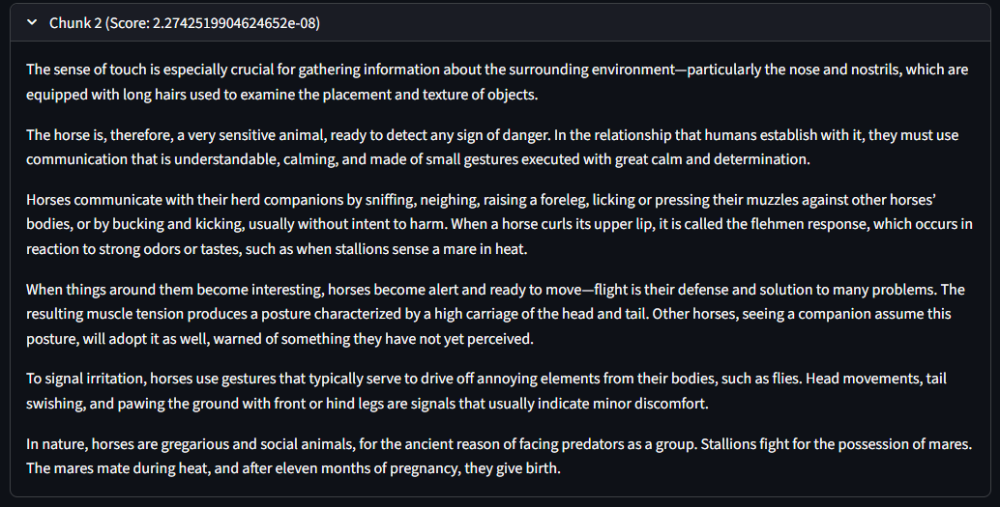 Chunk 2 (Score: 2.2742519904624652e-08)
The sense of touch is especially crucial for gathering information about the surrounding environment—particularly the nose and nostrils, which are
equipped with long hairs used to examine the placement and texture of objects.
The horse is, therefore, a very sensitive animal, ready to detect any sign of danger. In the relationship that humans establish with it, they must use
communication that is understandable, calming, and made of small gestures executed with great calm and determination.
Horses communicate with their herd companions by sniffing, neighing, raising a foreleg, licking or pressing their muzzles against other horses’
bodies, or by bucking and kicking, usually without intent to harm. When a horse curls its upper lip, it is called the flehmen response, which occurs in
reaction to strong odors or tastes, such as when stallions sense a mare in heat.
When things around them become interesting, horses become alert and ready to move—flight is their defense and solution to many problems. The
resulting muscle tension produces a posture characterized by a high carriage of the head and tail. Other horses, seeing a companion assume this
posture, will adopt it as well, warned of something they have not yet perceived.
To signal irritation, horses use gestures that typically serve to drive off annoying elements from their bodies, such as flies. Head movements, tail
swishing, and pawing the ground with front or hind legs are signals that usually indicate minor discomfort.
In nature, horses are gregarious and social animals, for the ancient reason of facing predators as a group. Stallions fight for the possession of mares.
The mares mate during heat, and after eleven months of pregnancy, they give birth.